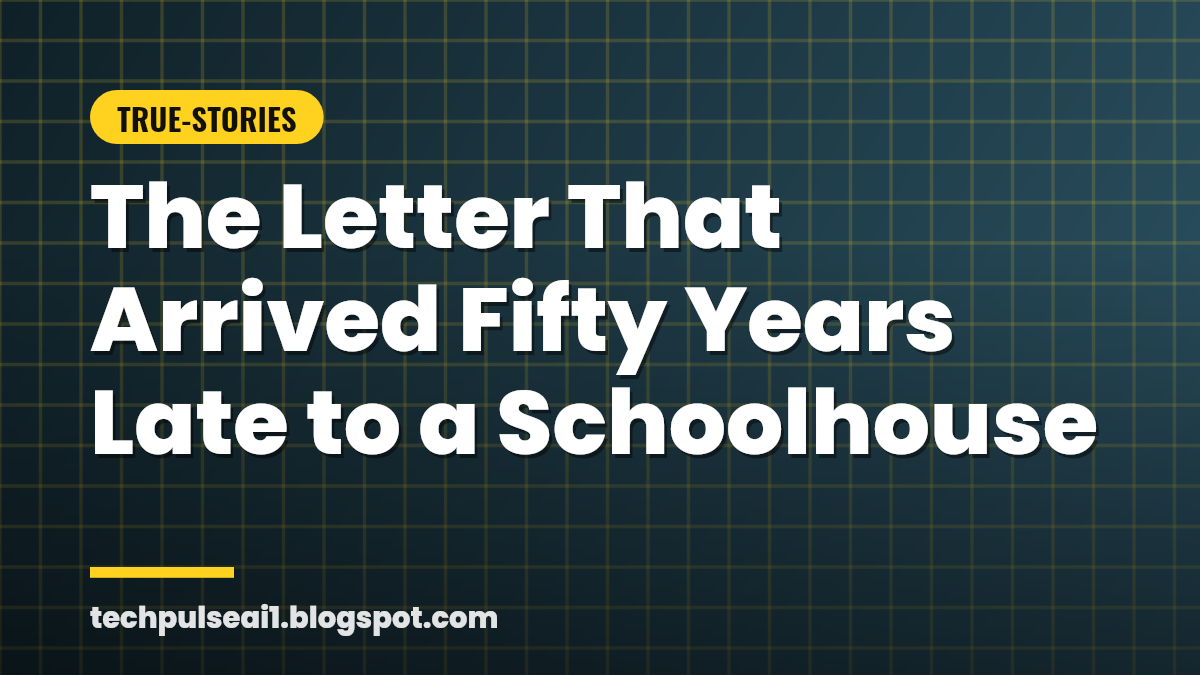 TRUE-STORIES
The Letter That
Arrived Fifty Years
Late to a Schoolhouse
techpulseai1.blogspot.com